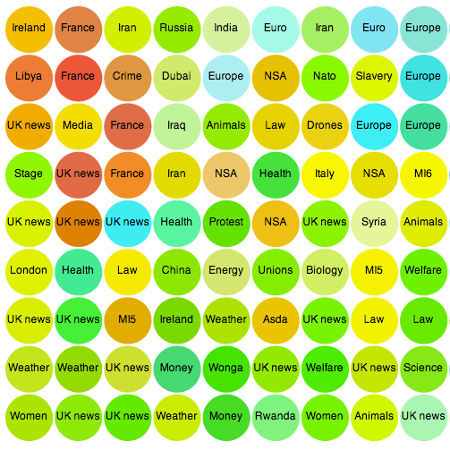 Ireland France Iran Russia India Euro Iran Euro Europe
Libya France Crime Dubai Europe NSA Nato Slavery Europe
UK news Media France Iraq Animals Law Drones Europe Europe
Stage UK news France Iran NSA Health Italy NSA MI6
UK news UK news UK news Health Protest NSA UK news Syria Animals
London Health Law China Energy Unions Biology MI5 Welfare
UK news UK news MI5 Ireland Weather Asda UK news Law Law
Weather Weather UK news Money Wonga UK news Welfare UK news Science
Women UK news UK news Weather Money Rwanda Women Animals UK news